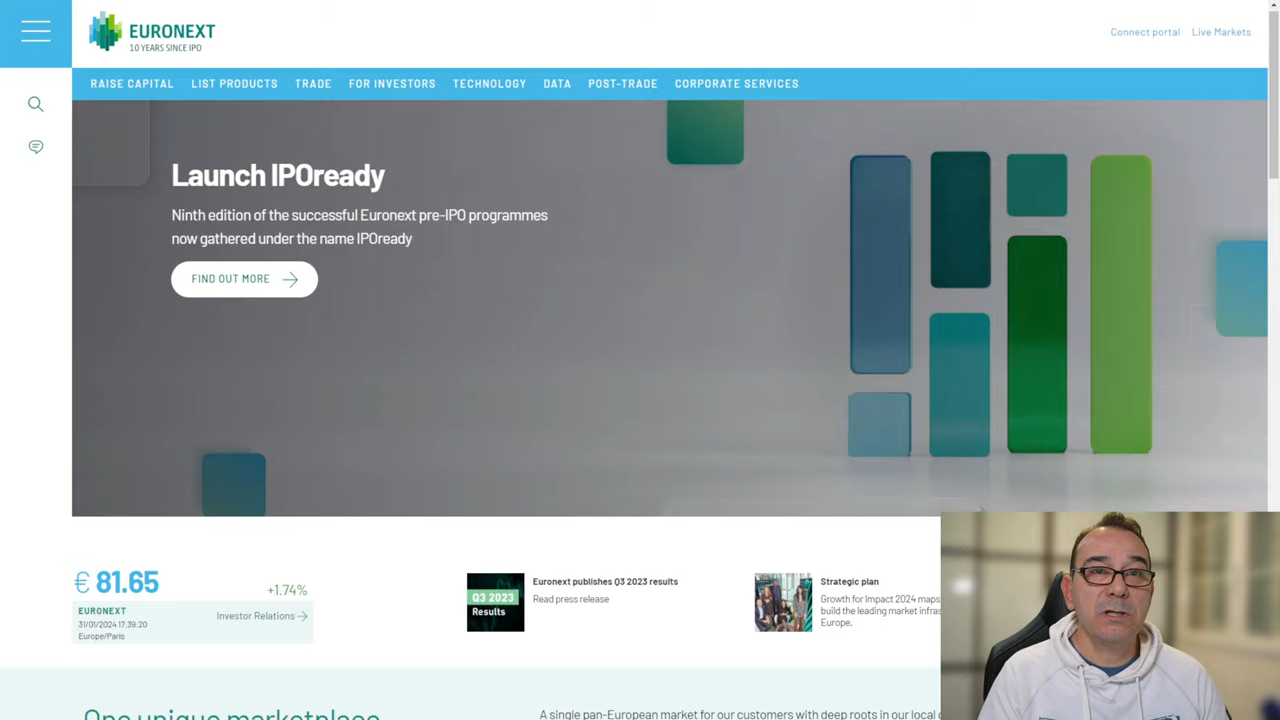 EURONEXT
10 YEARS SINCE IPO
Connect portal Live Markets
RAISE CAPITAL LIST PRODUCTS TRADE FOR INVESTORS TECHNOLOGY DATA POST-TRADE CORPORATE SERVICES
Launch IPOready
Ninth edition of the successful Euronext pre-IPO programmes
now gathered under the name IPOready
FIND OUT MORE
€ 81.65
+1.74%
EURONEXT
31/01/2024 17:39:20
Europe/Paris
Investor Relations
Q3 2023
Results
Euronext publishes Q3 2023 results
Read press release
Strategic plan
Growth for Impact 2024 maps
build the leading market
Europe.
One unique marketplace
A single pan-European market for our customers with deep roots in our local